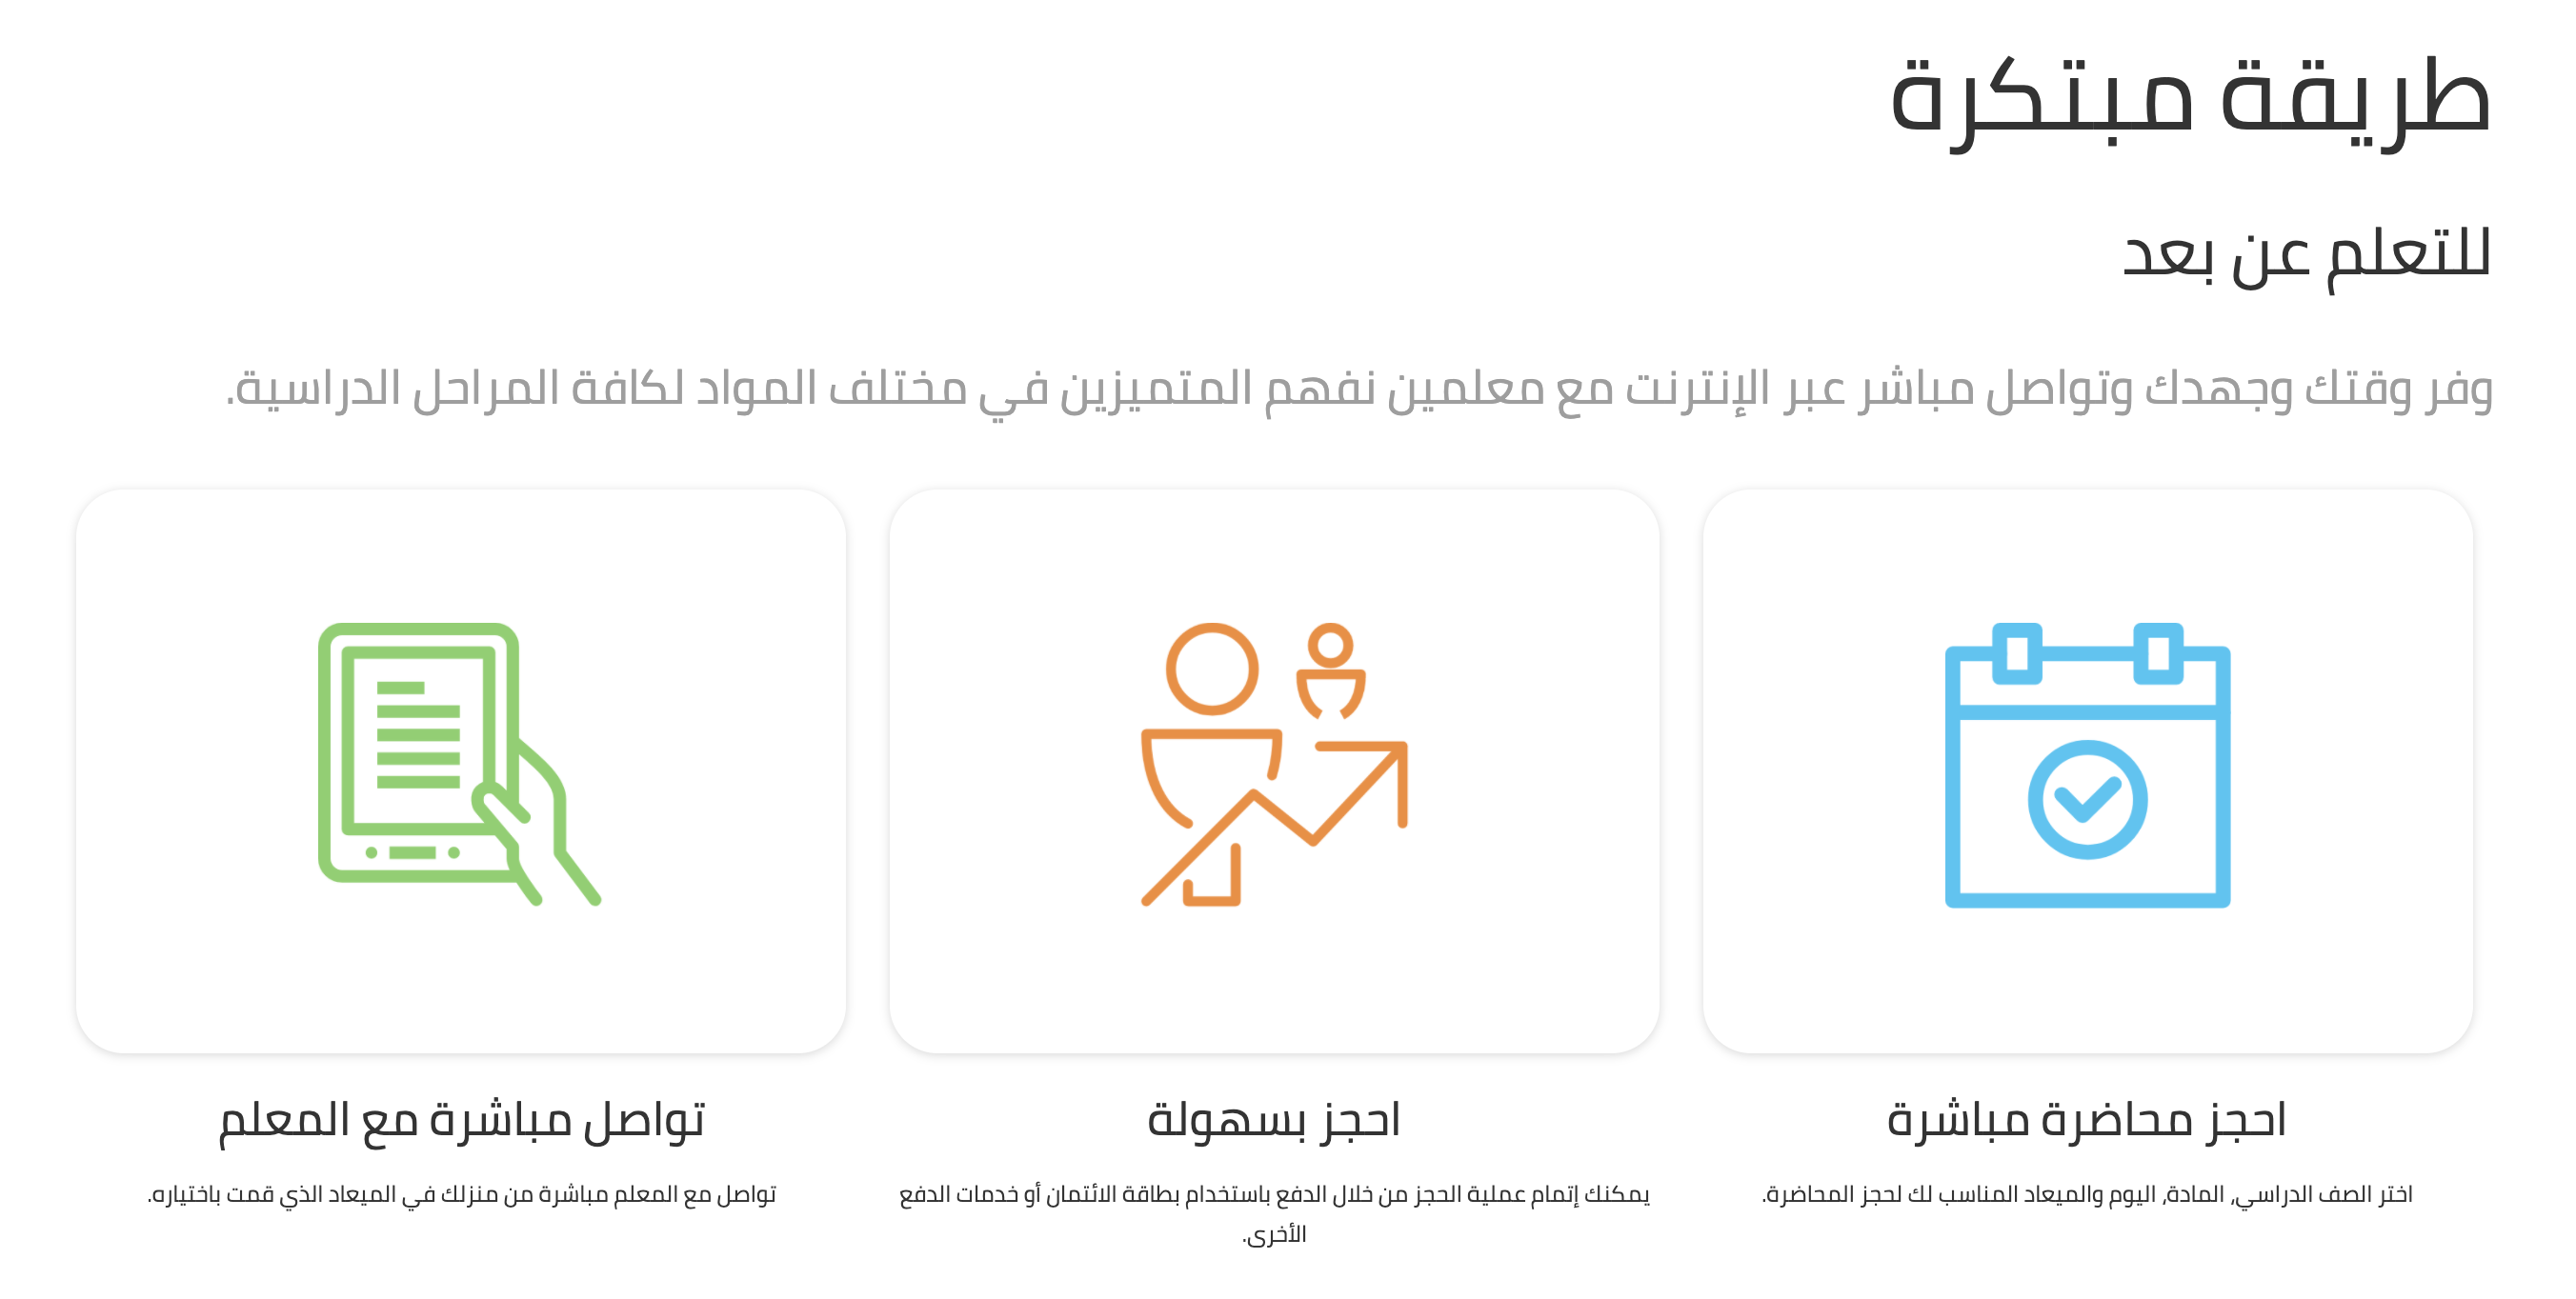 طريقة مبتكرة
للتعلم عن بعد
وفر وقتك وجهدك وتواصل مباشر عبر الإنترنت مع معلمين نفهم المتميزين في مختلف المواد لكافة المراحل الدراسية.
احجز محاضرة مباشرة
اختر الصف الدراسي، المادة، اليوم والميعاد المناسب لك لحجز المحاضرة.
احجز بسهولة
يمكنك إتمام عملية الحجز من خلال الدفع باستخدام بطاقة الائتمان أو خدمات الدفع
الأخرى.
تواصل مباشرة مع المعلم
تواصل مع المعلم مباشرة من منزلك في الميعاد الذي قمت باختياره.